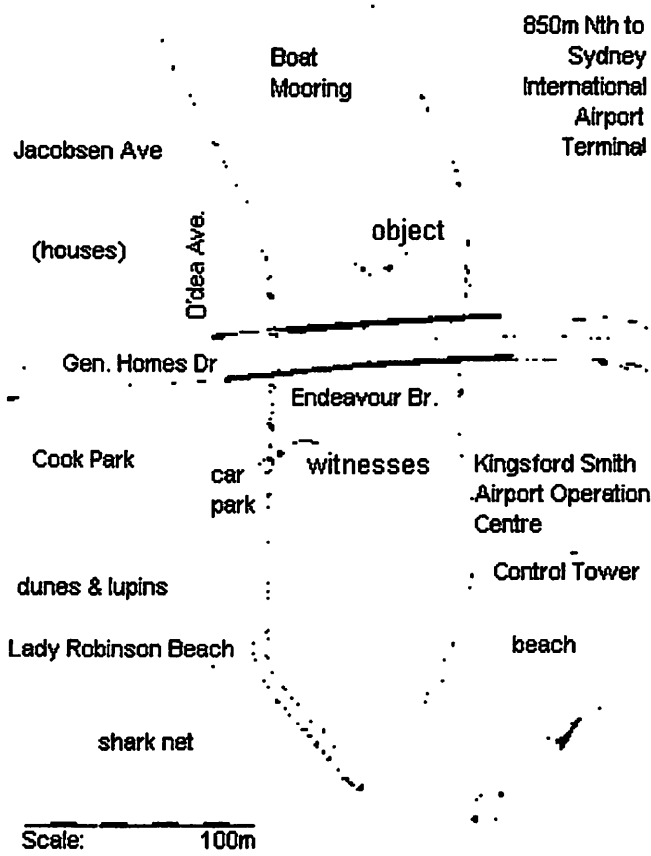 850m Nth to
Sydney
International
Airport
Terminal
Boat
Mooring
Jacobsen Ave
O'dea Ave.
object
(houses)
Gen. Homes Dr
Endeavour Br.
Cook Park
witnesses
car
park
Kingsford Smith
Airport Operation
Centre
Control Tower
dunes & lupins
Lady Robinson Beach
beach
shark net
Scale: 100m